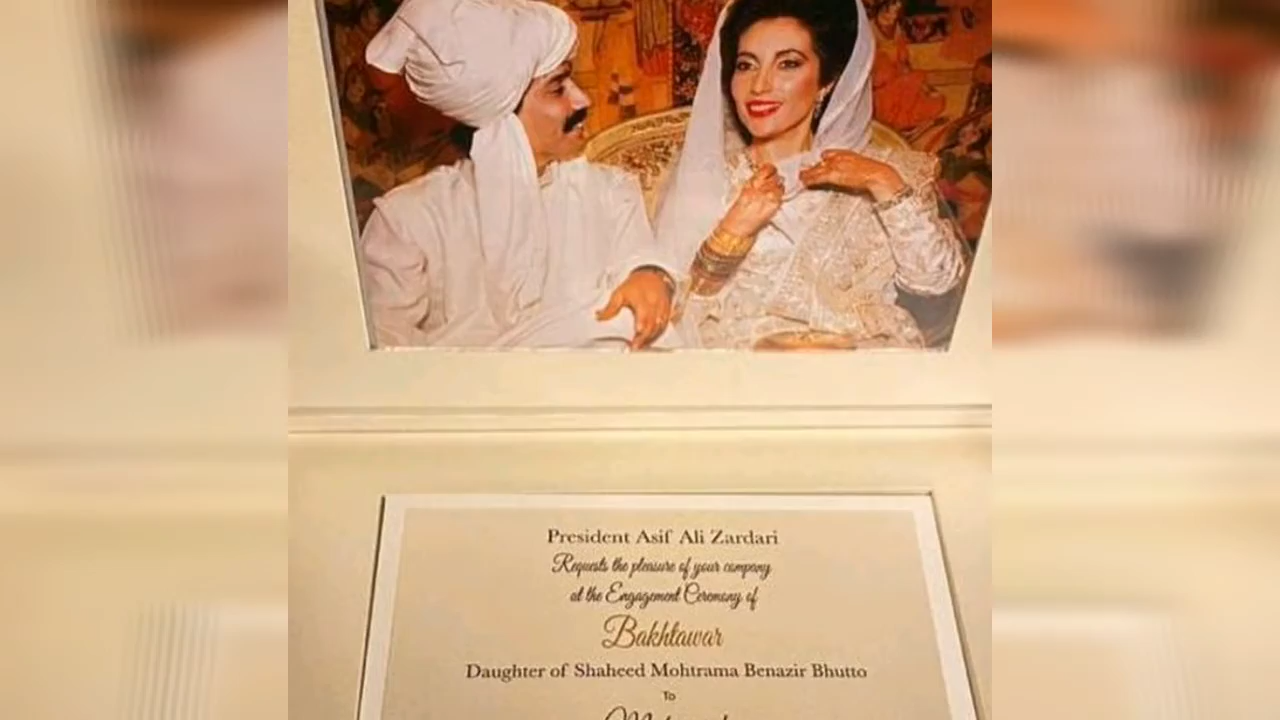 President Asif Ali Zardari
Requests the pleasure of your company
at the Engagement Ceremony of
Bakhtawar
Daughter of Shaheed Mohtrama Benazir Bhutto
To